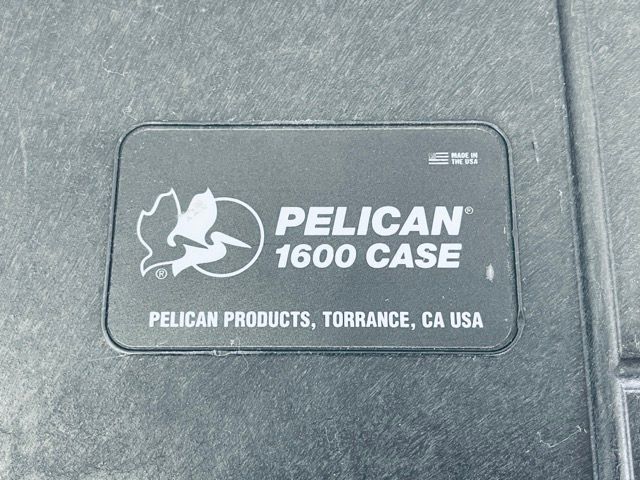 MADE IN
THE USA
PELICAN®
1600 CASE
®
PELICAN PRODUCTS, TORRANCE, CA USA